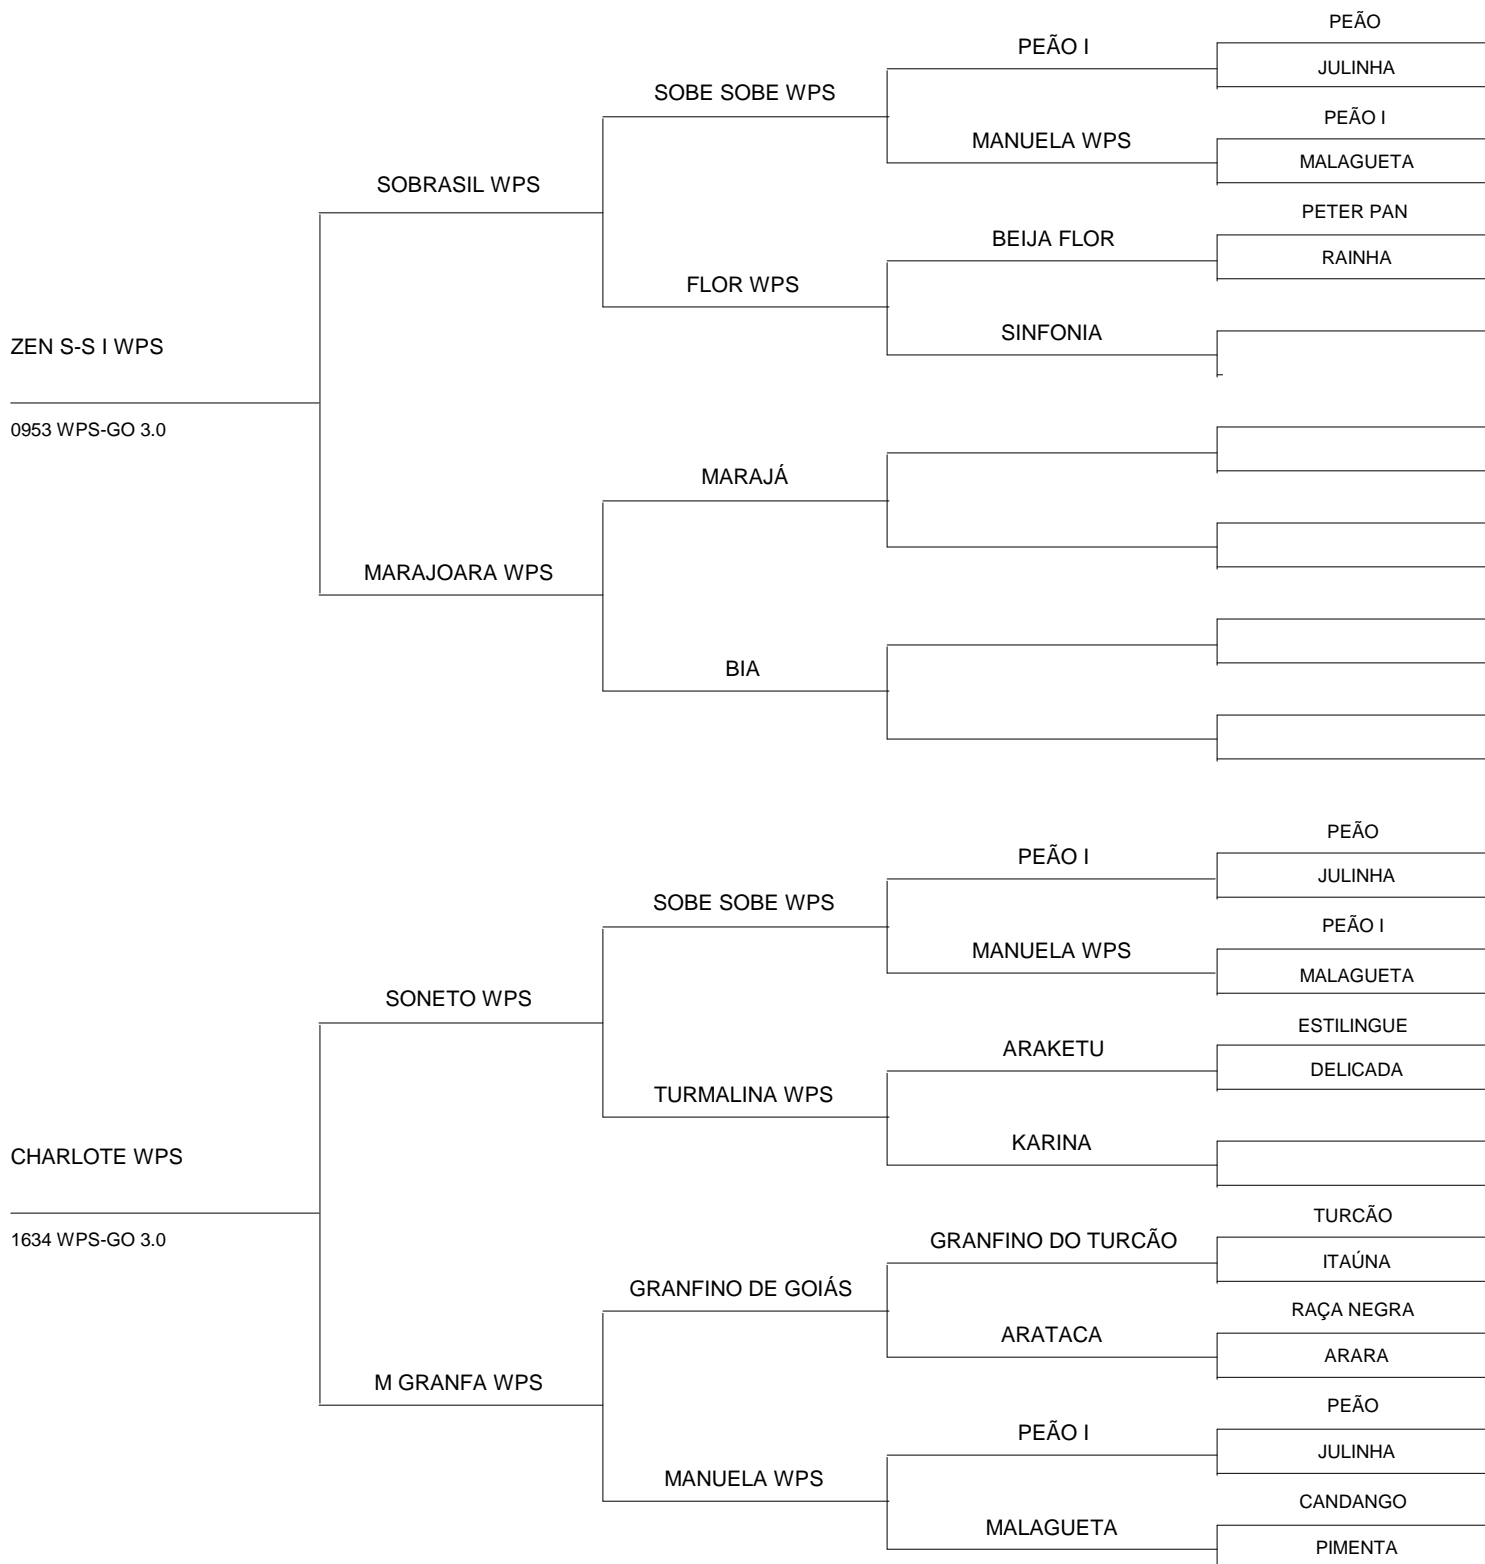 PEÃO
PEÃO I
JULINHA
SOBE SOBE WPS
PEÃO I
MANUELA WPS
MALAGUETA
SOBRASIL WPS
PETER PAN
BEIJA FLOR
RAINHA
FLOR WPS
SINFONIA
ZEN S-S I WPS
0953 WPS-GO 3.0
MARAJÁ
MARAJOARA WPS
BIA
PEÃO
PEÃO I
JULINHA
SOBE SOBE WPS
PEÃO I
MANUELA WPS
MALAGUETA
SONETO WPS
ESTILINGUE
ARAKETU
DELICADA
TURMALINA WPS
KARINA
CHARLOTE WPS
TURCÃO
1634 WPS-GO 3.0
GRANFINO DO TURCÃO
ITAÚNA
GRANFINO DE GOIÁS
RAÇA NEGRA
ARATACA
ARARA
M GRANFA WPS
PEÃO
PEÃO I
JULINHA
MANUELA WPS
CANDANGO
MALAGUETA
PIMENTA